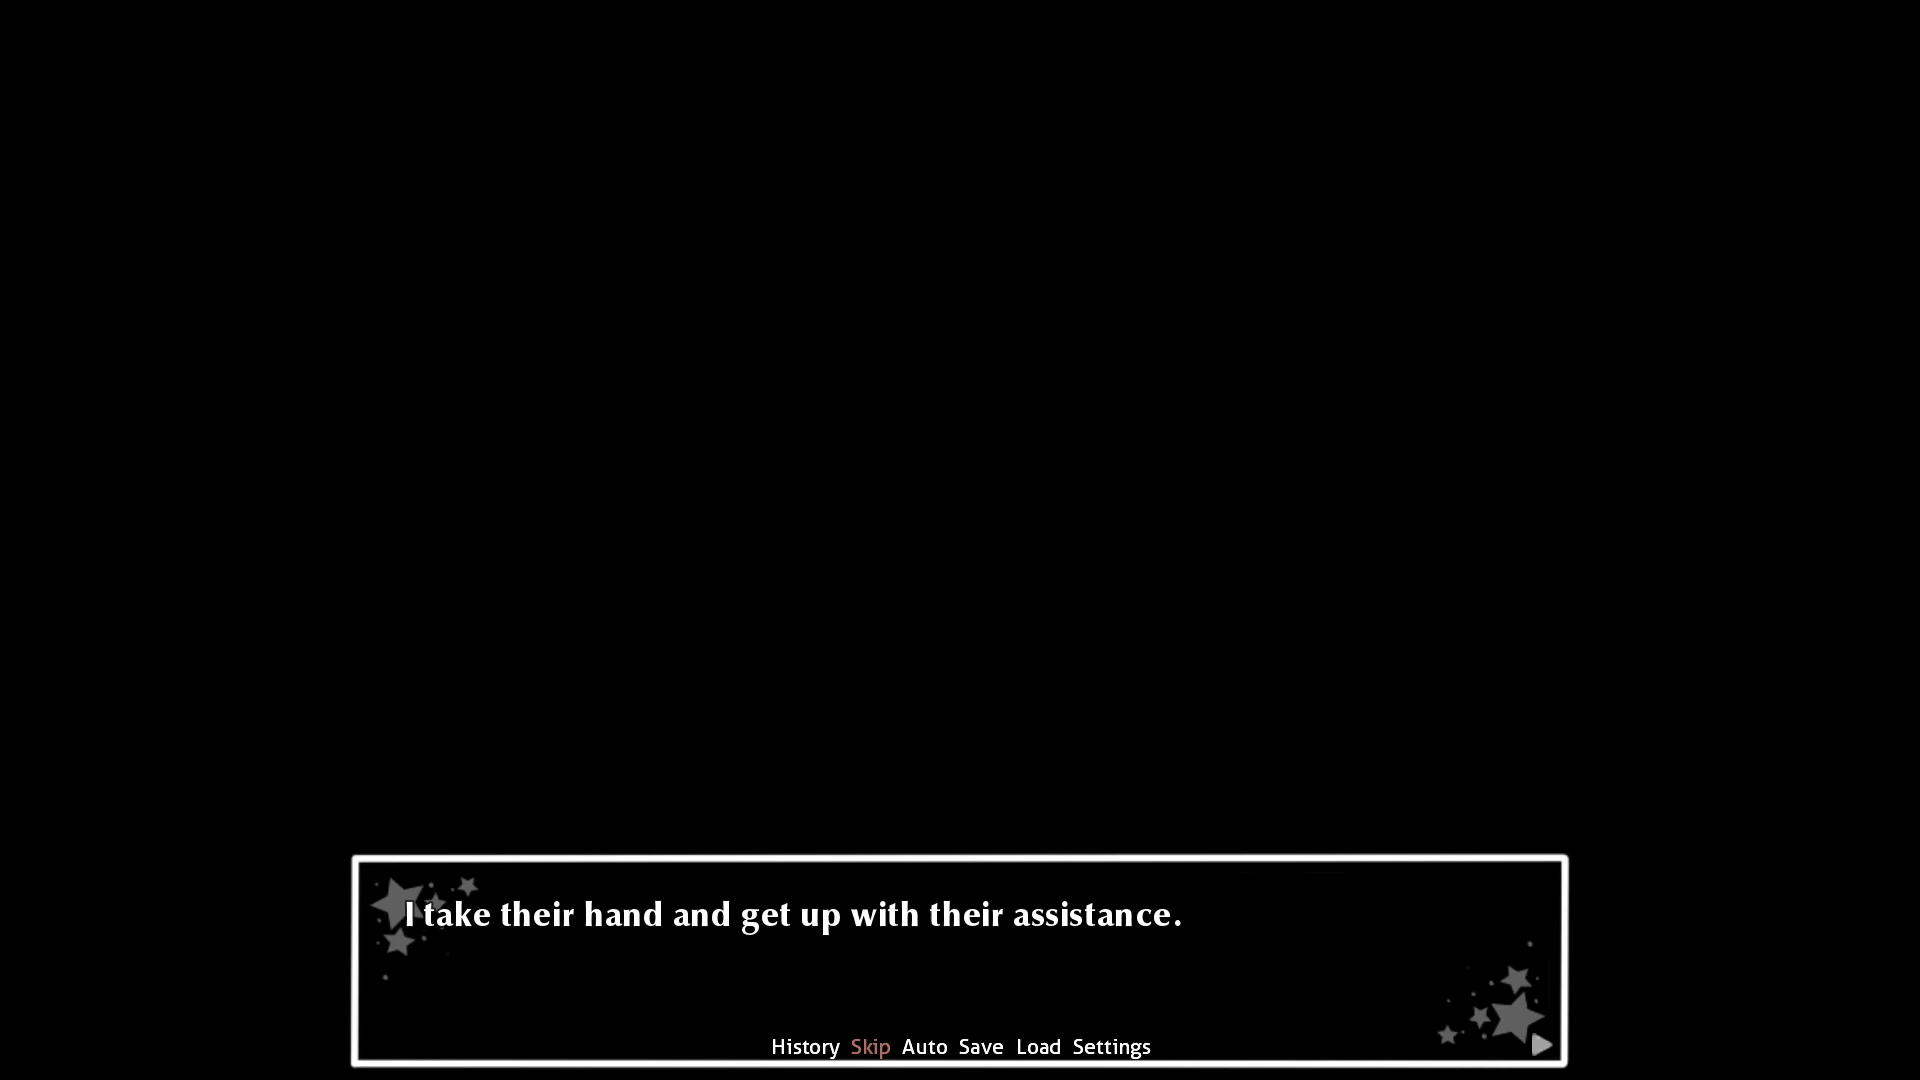 I take their hand and get up with their assistance.
History Skip Auto Save Load Settings